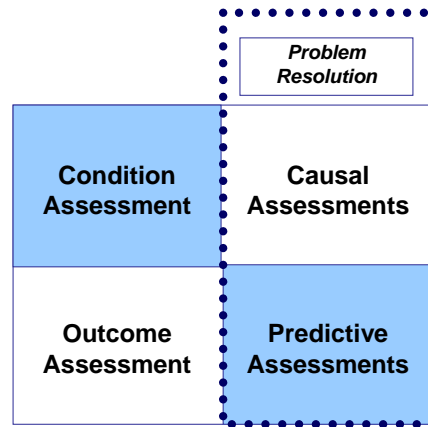 Problem
Resolution
Condition
Assessment
Causal
Assessments
Outcome
Assessment
Predictive
Assessments